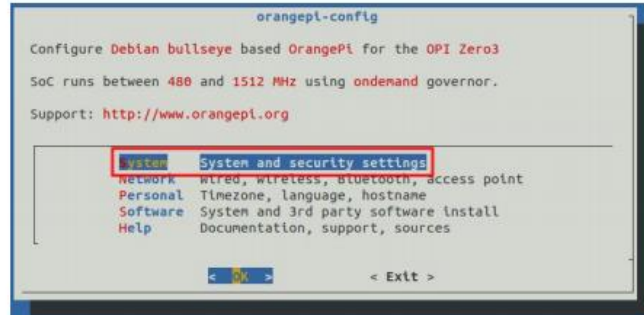 orangepi-config
Configure Debian bullseye based OrangePi for the OPI Zero3
SoC runs between 480 and 1512 MHz using ondemand governor.
Support: http://www.orangepi.org
System System and security settings
Network Wired, Wireless, Bluetooth, access point
Personal Timezone, language, hostname
Software System and 3rd party software install
Help Documentation, support, sources
< OK > < Exit >